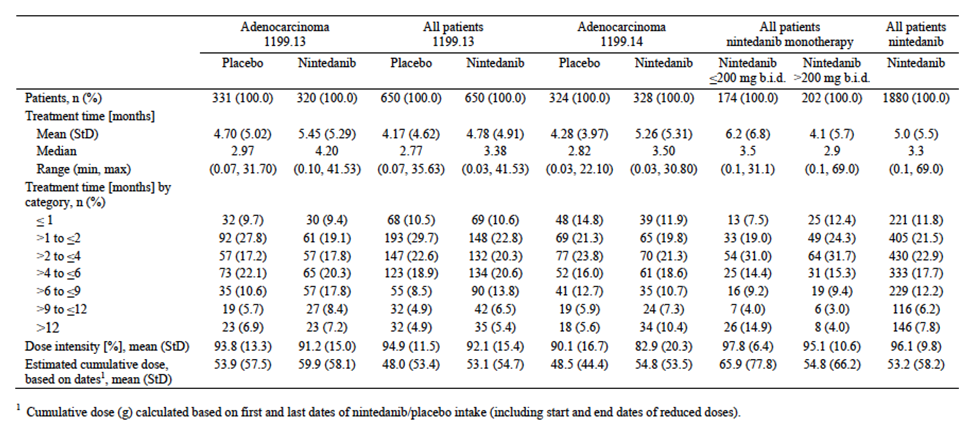 Adenocarcinoma All patients Adenocarcinoma All patients All patients
1199.13 1199.13 1199.14 nintedanib monotherapy nintedanib
Placebo Nintedanib Placebo Nintedanib Placebo Nintedanib Nintedanib Nintedanib Nintedanib
≤200 mg b.i.d. >200 mg b.i.d.
Patients, n (%) 331 (100.0) 320 (100.0) 650 (100.0) 650 (100.0) 324 (100.0) 328 (100.0) 174 (100.0) 202 (100.0) 1880 (100.0)
Treatment time [months]
Mean (StD) 4.70 (5.02) 5.45 (5.29) 4.17 (4.62) 4.78 (4.91) 4.28 (3.97) 5.26 (5.31) 6.2 (6.8) 4.1 (5.7) 5.0 (5.5)
Median 2.97 4.20 2.77 3.38 2.82 3.50 3.5 2.9 3.3
Range (min, max) (0.07, 31.70) (0.10, 41.53) (0.07, 35.63) (0.03, 41.53) (0.03, 22.10) (0.03, 30.80) (0.1, 31.1) (0.1, 69.0) (0.1, 69.0)
Treatment time [months] by
category, n (%)
≤ 1 32 (9.7) 30 (9.4) 68 (10.5) 69 (10.6) 48 (14.8) 39 (11.9) 13 (7.5) 25 (12.4) 221 (11.8)
>1 to ≤2 92 (27.8) 61 (19.1) 193 (29.7) 148 (22.8) 69 (21.3) 65 (19.8) 33 (19.0) 49 (24.3) 405 (21.5)
>2 to ≤4 57 (17.2) 57 (17.8) 147 (22.6) 132 (20.3) 77 (23.8) 70 (21.3) 54 (31.0) 64 (31.7) 430 (22.9)
>4 to ≤6 73 (22.1) 65 (20.3) 123 (18.9) 134 (20.6) 52 (16.0) 61 (18.6) 25 (14.4) 31 (15.3) 333 (17.7)
>6 to ≤9 35 (10.6) 57 (17.8) 55 (8.5) 90 (13.8) 41 (12.7) 35 (10.7) 16 (9.2) 19 (9.4) 229 (12.2)
>9 to ≤12 19 (5.7) 27 (8.4) 32 (4.9) 42 (6.5) 19 (5.9) 24 (7.3) 7 (4.0) 6 (3.0) 116 (6.2)
>12 23 (6.9) 23 (7.2) 32 (4.9) 35 (5.4) 18 (5.6) 34 (10.4) 26 (14.9) 8 (4.0) 146 (7.8)
Dose intensity [%], mean (StD) 93.8 (13.3) 91.2 (15.0) 94.9 (11.5) 92.1 (15.4) 90.1 (16.7) 82.9 (20.3) 97.8 (6.4) 95.1 (10.6) 96.1 (9.8)
Estimated cumulative dose, 53.9 (57.5) 59.9 (58.1) 48.0 (53.4) 53.1 (54.7) 48.5 (44.4) 54.8 (53.5) 65.9 (77.8) 54.8 (66.2) 53.2 (58.2)
based on dates¹, mean (StD)
¹ Cumulative dose (g) calculated based on first and last dates of nintedanib/placebo intake (including start and end dates of reduced doses).